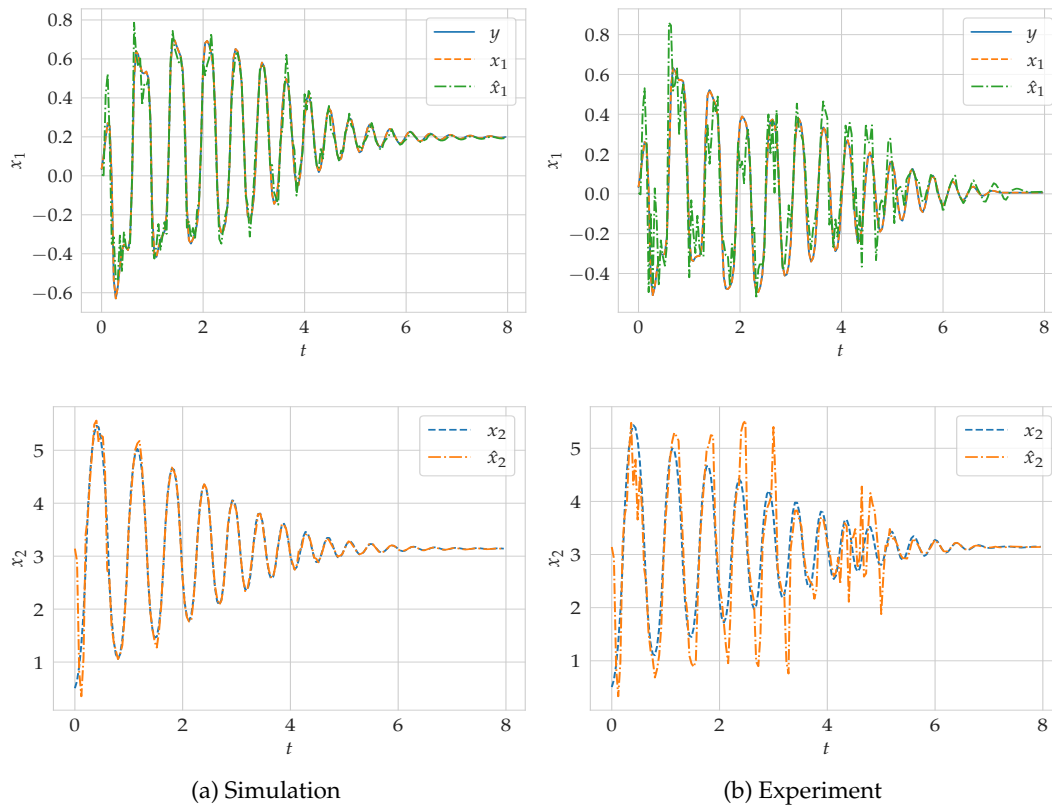 0.8
0.6
0.4
0.2
0.0
−0.2
−0.4
−0.6
x₁
0 2 4 6 8
t
y
x₁
x̂₁
0.8
0.6
0.4
0.2
0.0
−0.2
−0.4
x₁
0 2 4 6 8
t
y
x₁
x̂₁
5
4
3
2
1
x₂
0 2 4 6 8
t
x₂
x̂₂
5
4
3
2
1
x₂
0 2 4 6 8
t
x₂
x̂₂
(a) Simulation
(b) Experiment